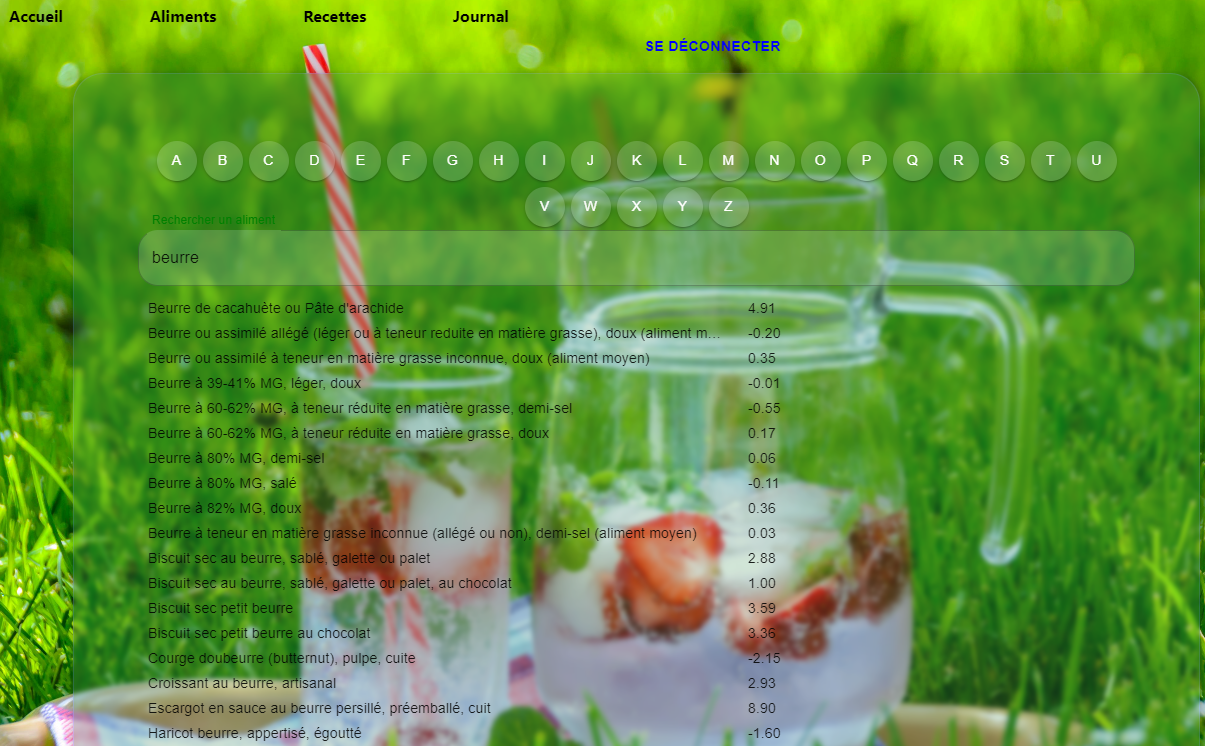 Accueil Aliments Recettes Journal
SE DÉCONNECTER
A B C D E F G H I J K L M N O P Q R S T U
V W X Y Z
Rechercher un aliment
beurre
Beurre de cacahuète ou Pâte d'arachide 4.91
Beurre ou assimilé allégé (léger ou à teneur reduite en matière grasse), doux (aliment m... -0.20
Beurre ou assimilé à teneur en matière grasse inconnue, doux (aliment moyen) 0.35
Beurre à 39-41% MG, léger, doux -0.01
Beurre à 60-62% MG, à teneur réduite en matière grasse, demi-sel -0.55
Beurre à 60-62% MG, à teneur réduite en matière grasse, doux 0.17
Beurre à 80% MG, demi-sel 0.06
Beurre à 80% MG, salé -0.11
Beurre à 82% MG, doux 0.36
Beurre à teneur en matière grasse inconnue (allégé ou non), demi-sel (aliment moyen) 0.03
Biscuit sec au beurre, sablé, galette ou palet 2.88
Biscuit sec au beurre, sablé, galette ou palet, au chocolat 1.00
Biscuit sec petit beurre 3.59
Biscuit sec petit beurre au chocolat 3.36
Courge doubeurre (butternut), pulpe, cuite -2.15
Croissant au beurre, artisanal 2.93
Escargot en sauce au beurre persillé, préemballé, cuit 8.90
Haricot beurre, appertisé, égoutté -1.60